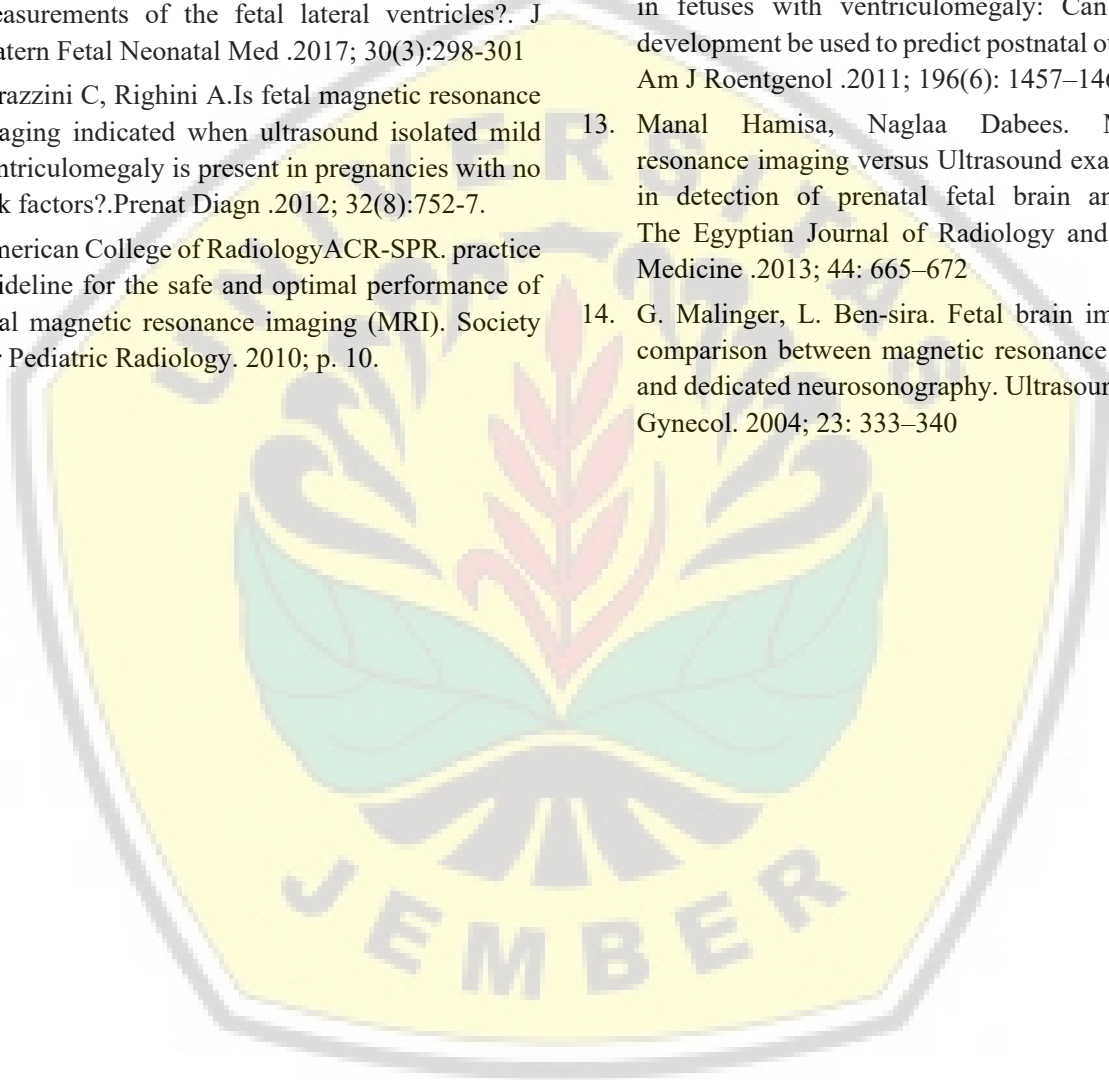 easurements of the fetal lateral ventricles?. J
atern Fetal Neonatal Med .2017; 30(3):298-301
razzini C, Righini A.Is fetal magnetic resonance
aging indicated when ultrasound isolated mild
ntriculomegaly is present in pregnancies with no
k factors?.Prenat Diagn .2012; 32(8):752-7.
merican College of RadiologyACR-SPR. practice
ideline for the safe and optimal performance of
al magnetic resonance imaging (MRI). Society
r Pediatric Radiology. 2010; p. 10.
in fetuses with ventriculomegaly: Can
development be used to predict postnatal ou
Am J Roentgenol .2011; 196(6): 1457–146
13. Manal Hamisa, Naglaa Dabees. M
resonance imaging versus Ultrasound exa
in detection of prenatal fetal brain an
The Egyptian Journal of Radiology and
Medicine .2013; 44: 665–672
14. G. Malinger, L. Ben-sira. Fetal brain im
comparison between magnetic resonance
and dedicated neurosonography. Ultrasoun
Gynecol. 2004; 23: 333–340
UNIVERSITAS
JEMBER